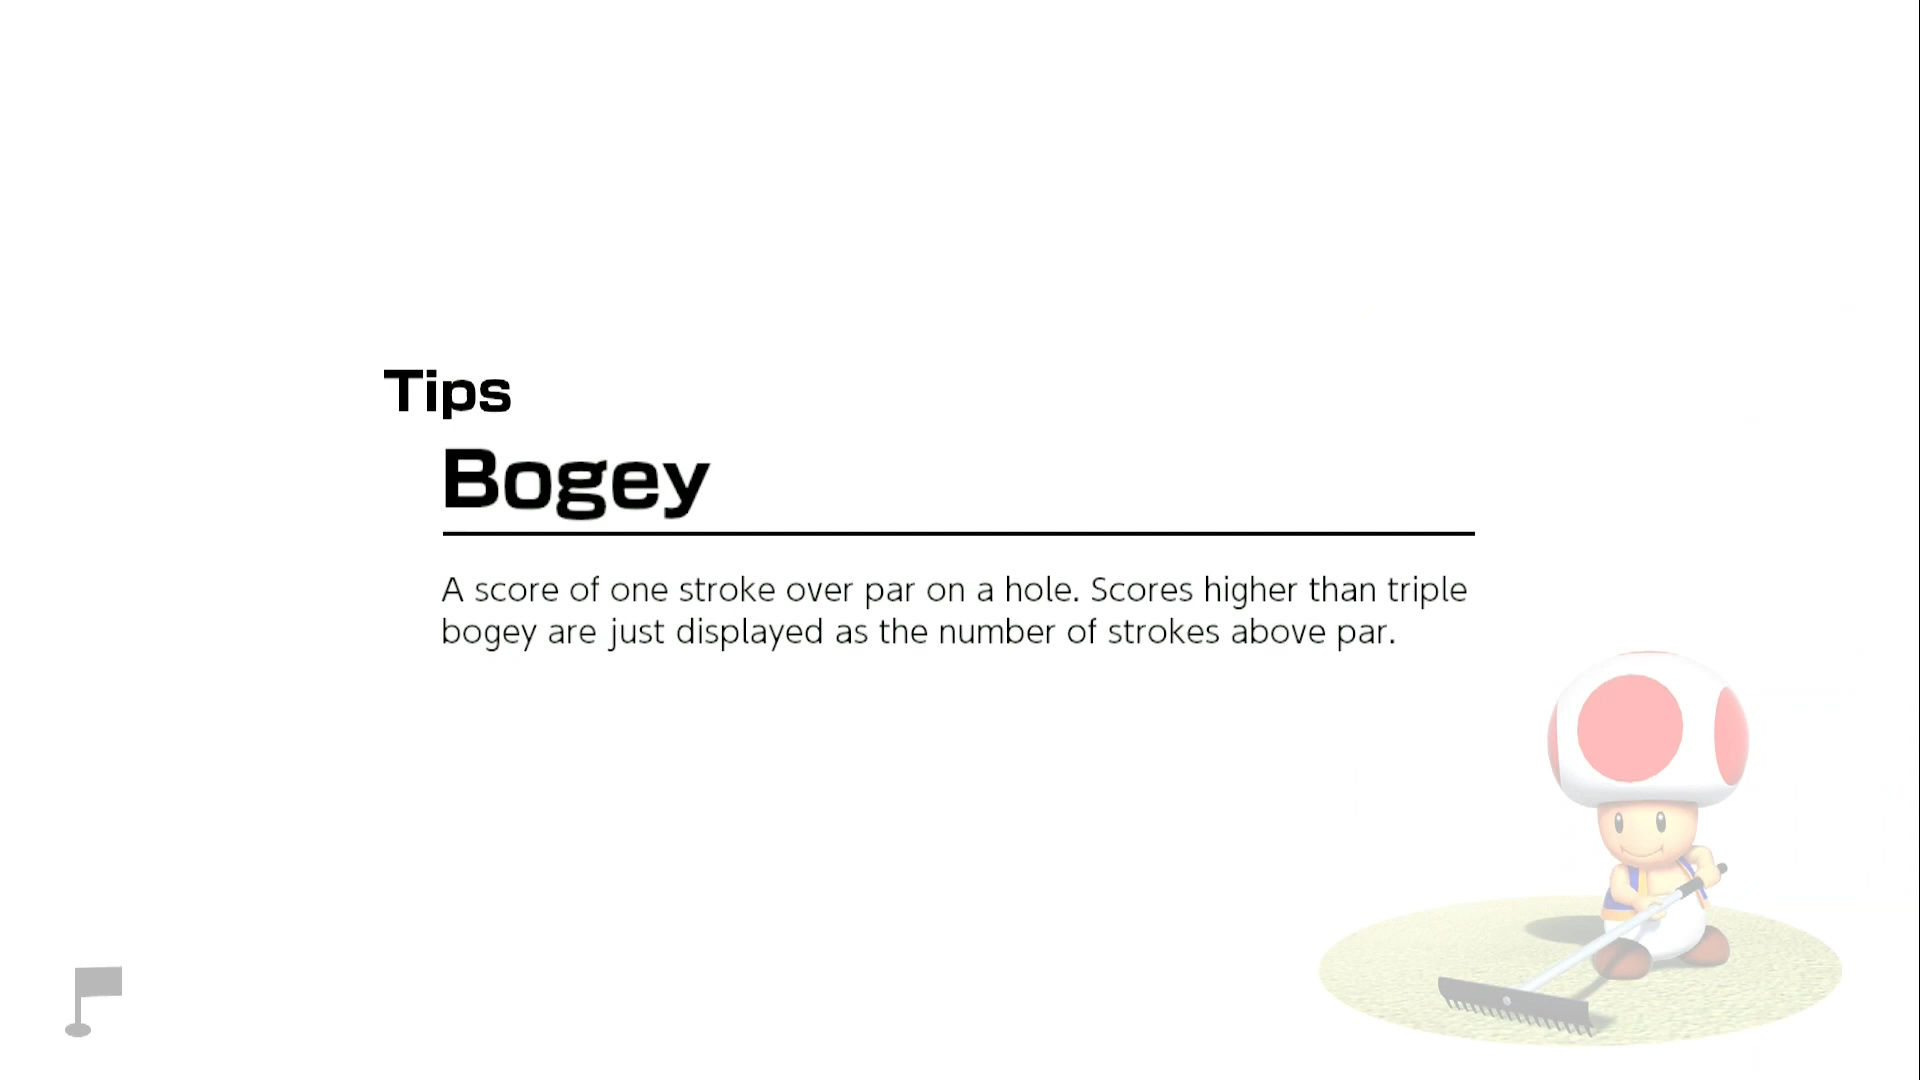 Tips
Bogey
A score of one stroke over par on a hole. Scores higher than triple
bogey are just displayed as the number of strokes above par.